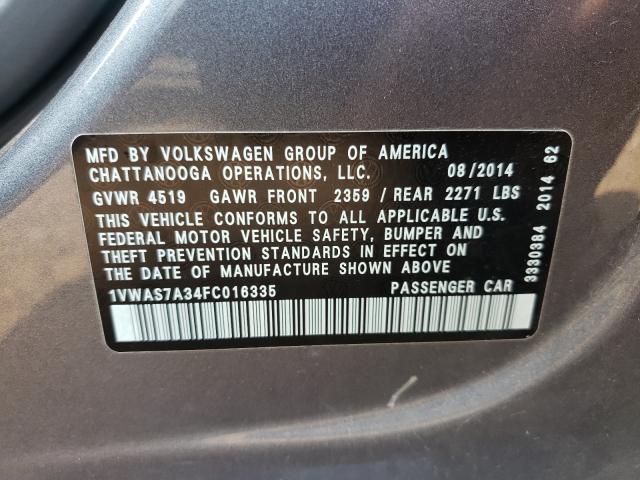 MFD BY VOLKSWAGEN GROUP OF AMERICA
CHATTANOOGA OPERATIONS, LLC. 08/2014
GVWR 4519 GAWR FRONT 2359 / REAR 2271 LBS
THIS VEHICLE CONFORMS TO ALL APPLICABLE U.S.
FEDERAL MOTOR VEHICLE SAFETY, BUMPER AND
THEFT PREVENTION STANDARDS IN EFFECT ON
THE DATE OF MANUFACTURE SHOWN ABOVE
1VWAS7A34FC016335 PASSENGER CAR
3330384 2014 62